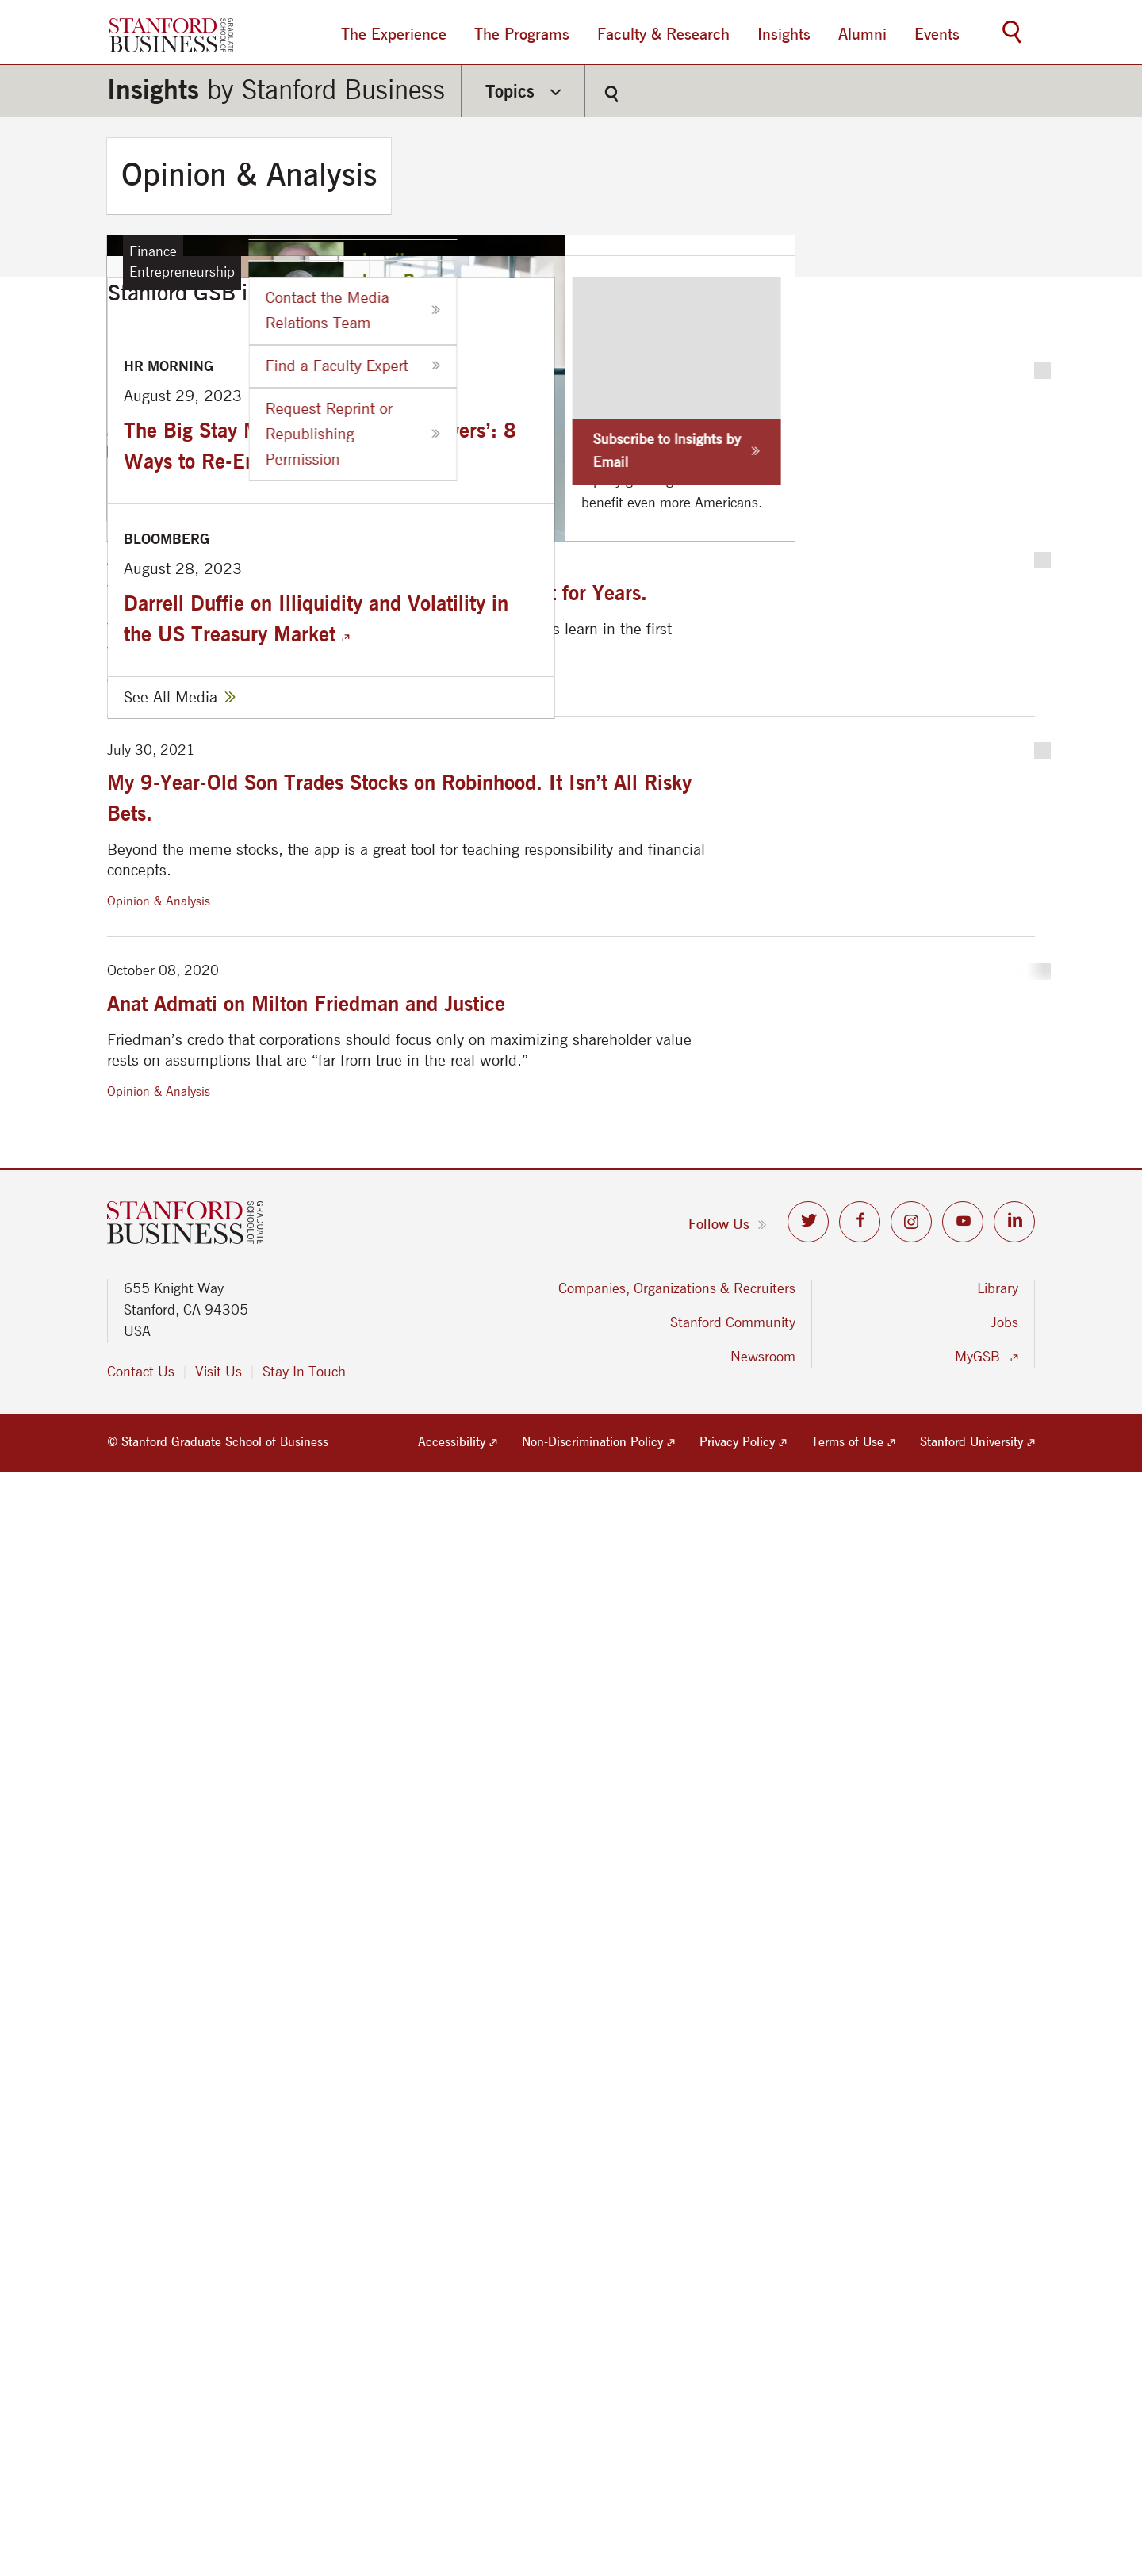 STANFORD
BUSINESS
GRADUATE
SCHOOL OF
The Experience
The Programs
Faculty & Research
Insights
Alumni
Events
Insights by Stanford Business
Topics
Opinion & Analysis
Finance
Entrepreneurship
Stanford GSB i
Contact the Media
Relations Team
Find a Faculty Expert
Request Reprint or
Republishing
Permission
HR MORNING
August 29, 2023
The Big Stay
vers’: 8
Ways to Re-
Subscribe to Insights by
Email
benefit even more Americans.
BLOOMBERG
August 28, 2023
Darrell Duffie on Illiquidity and Volatility in
the US Treasury Market
t for Years.
s learn in the first
See All Media
July 30, 2021
My 9-Year-Old Son Trades Stocks on Robinhood. It Isn’t All Risky
Bets.
Beyond the meme stocks, the app is a great tool for teaching responsibility and financial
concepts.
Opinion & Analysis
October 08, 2020
Anat Admati on Milton Friedman and Justice
Friedman’s credo that corporations should focus only on maximizing shareholder value
rests on assumptions that are “far from true in the real world.”
Opinion & Analysis
STANFORD
BUSINESS
GRADUATE
SCHOOL OF
Follow Us
655 Knight Way
Stanford, CA 94305
USA
Contact Us
Visit Us
Stay In Touch
Companies, Organizations & Recruiters
Stanford Community
Newsroom
Library
Jobs
MyGSB
© Stanford Graduate School of Business
Accessibility
Non-Discrimination Policy
Privacy Policy
Terms of Use
Stanford University